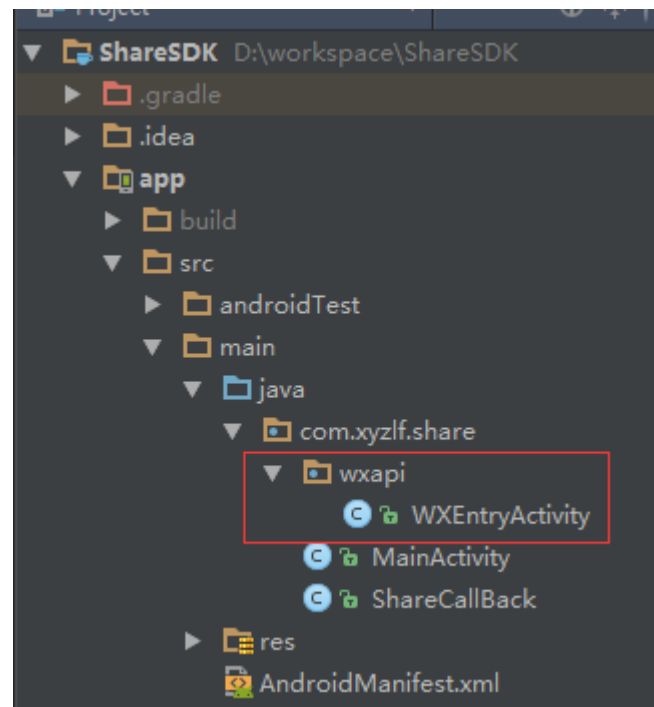 Project
ShareSDK D:\workspace\ShareSDK
.gradle
.idea
app
build
src
androidTest
main
java
com.xyzlf.share
wxapi
WXEntryActivity
MainActivity
ShareCallBack
res
AndroidManifest.xml